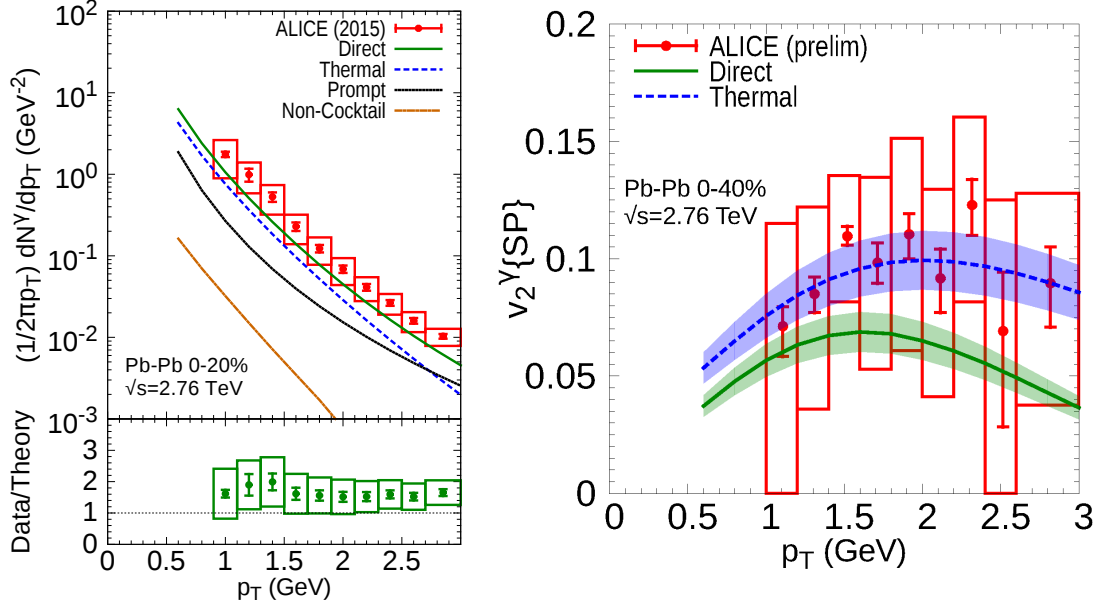 10²
10¹
10⁰
10⁻¹
10⁻²
10⁻³
(1/2πp_T) dN^γ/dp_T (GeV⁻²)
ALICE (2015)
Direct
Thermal
Prompt
Non-Cocktail
Pb-Pb 0-20%
√s=2.76 TeV
Data/Theory
3
2
1
0
0 0.5 1 1.5 2 2.5
p_T (GeV)
0.2
0.15
0.1
0.05
0
v₂^γ{SP}
ALICE (prelim)
Direct
Thermal
Pb-Pb 0-40%
√s=2.76 TeV
0 0.5 1 1.5 2 2.5 3
p_T (GeV)